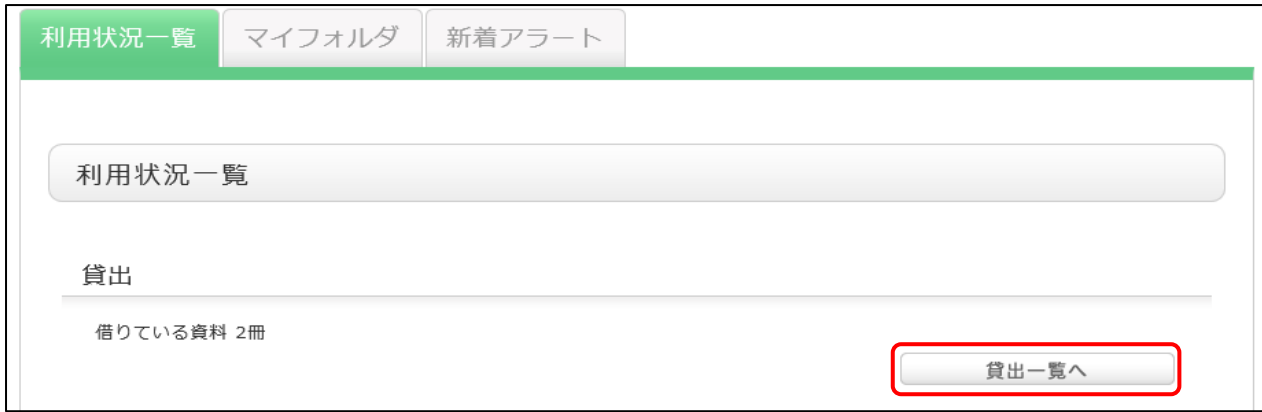 利用状況一覧 マイフォルダ 新着アラート
利用状況一覧
貸出
借りている資料 2冊
貸出一覧へ